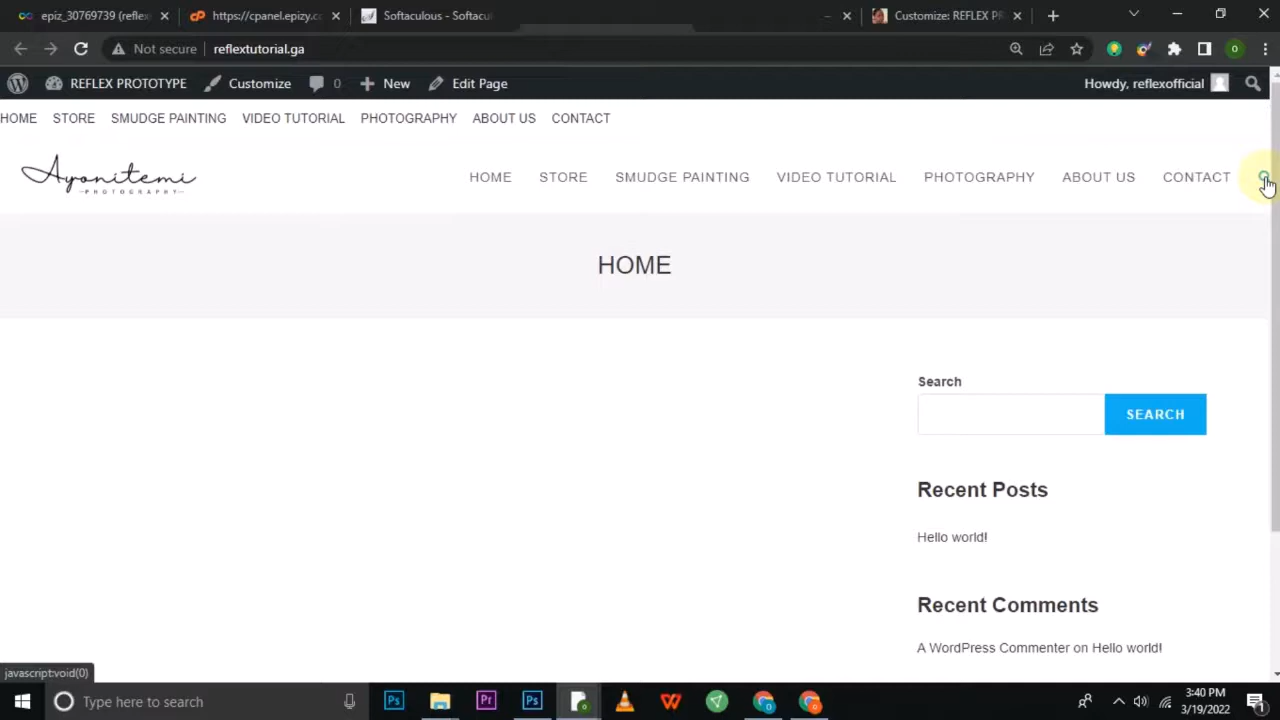 epiz_30769739 (reflex
https://cpanel.epizy.co
Softaculous - Softacul
Customize: REFLEX PR
Not secure
reflextutorial.ga
REFLEX PROTOTYPE
Customize
0
New
Edit Page
Howdy, reflexofficial
HOME STORE SMUDGE PAINTING VIDEO TUTORIAL PHOTOGRAPHY ABOUT US CONTACT
Ayonitemi
PHOTOGRAPHY
HOME STORE SMUDGE PAINTING VIDEO TUTORIAL PHOTOGRAPHY ABOUT US CONTACT
HOME
Search
SEARCH
Recent Posts
Hello world!
Recent Comments
A WordPress Commenter on Hello world!
javascript:void(0)
Type here to search
3:40 PM
3/19/2022